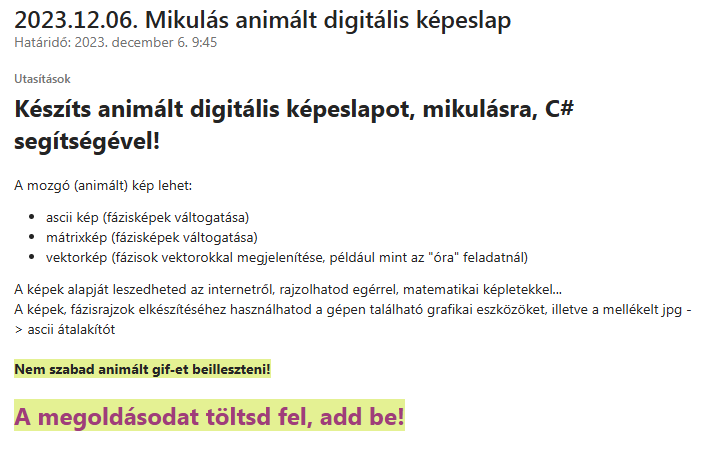 2023.12.06. Mikulás animált digitális képeslap
Határidő: 2023. december 6. 9:45
Utasítások
Készíts animált digitális képeslapot, mikulásra, C#
segítségével!
A mozgó (animált) kép lehet:
• ascii kép (fázisképek váltogatása)
• mátrixkép (fázisképek váltogatása)
• vektorkép (fázisok vektorokkal megjelenítése, például mint az "óra" feladatnál)
A képek alapját leszedheted az internetről, rajzolhatod egérrel, matematikai képletekkel...
A képek, fázisrajzok elkészítéséhez használhatod a gépen található grafikai eszközöket, illetve a mellékelt jpg -
> ascii átalakítót
Nem szabad animált gif-et beilleszteni!
A megoldásodat töltsd fel, add be!